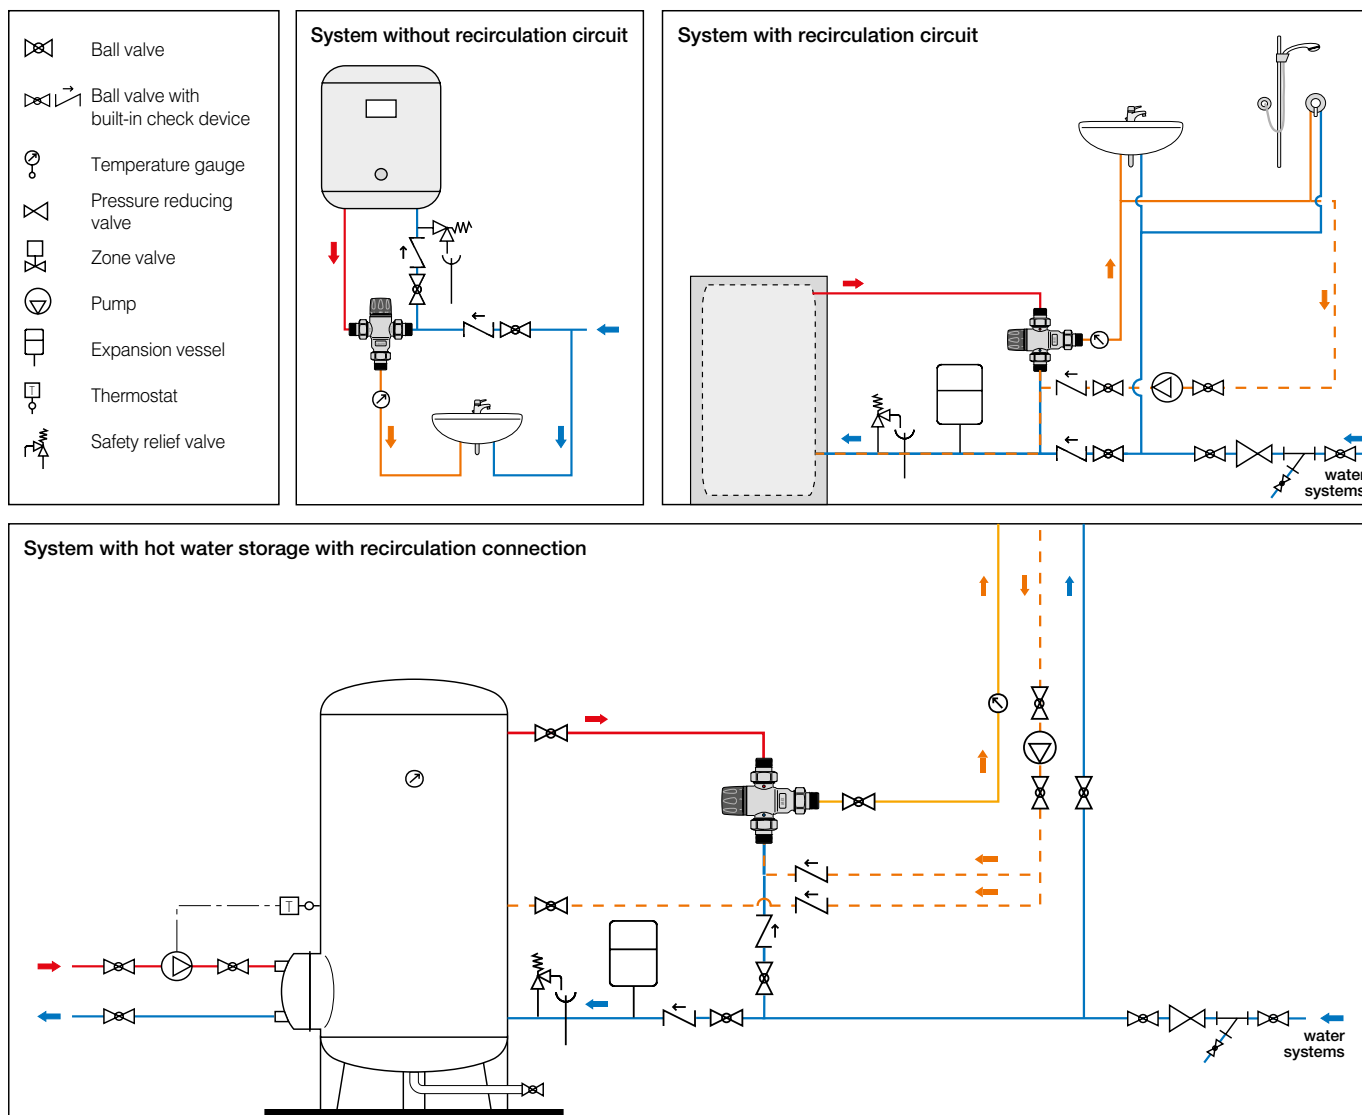 Ball valve
Ball valve with
built-in check device
Temperature gauge
Pressure reducing
valve
Zone valve
Pump
Expansion vessel
T
Thermostat
Safety relief valve
System without recirculation circuit
System with recirculation circuit
water
systems
System with hot water storage with recirculation connection
T
water
systems